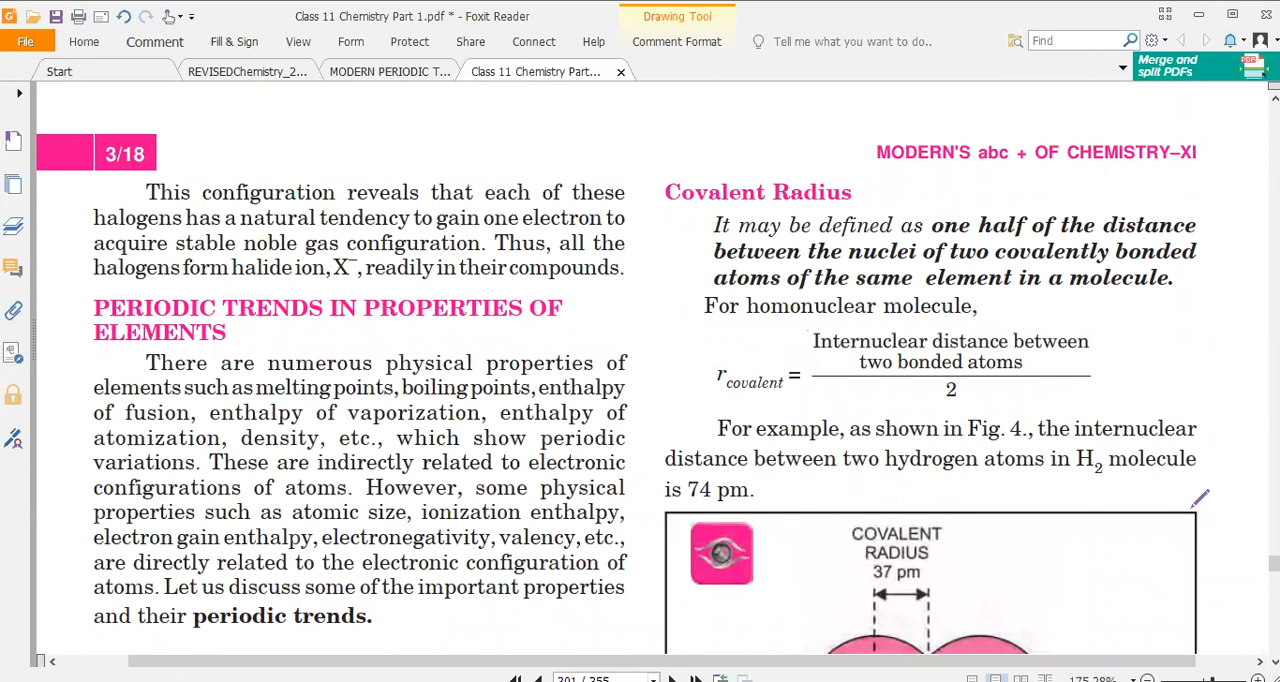 Class 11 Chemistry Part 1.pdf * - Foxit Reader
Drawing Tool
File
Home
Comment
Fill & Sign
View
Form
Protect
Share
Connect
Help
Comment Format
Tell me what you want to do..
Find
Start
REVISEDChemistry_2...
MODERN PERIODIC T...
Class 11 Chemistry Part...
Merge and
split PDFs
3/18
MODERN'S abc + OF CHEMISTRY–XI
This configuration reveals that each of these
halogens has a natural tendency to gain one electron to
acquire stable noble gas configuration. Thus, all the
halogens form halide ion, X⁻, readily in their compounds.
PERIODIC TRENDS IN PROPERTIES OF
ELEMENTS
There are numerous physical properties of
elements such as melting points, boiling points, enthalpy
of fusion, enthalpy of vaporization, enthalpy of
atomization, density, etc., which show periodic
variations. These are indirectly related to electronic
configurations of atoms. However, some physical
properties such as atomic size, ionization enthalpy,
electron gain enthalpy, electronegativity, valency, etc.,
are directly related to the electronic configuration of
atoms. Let us discuss some of the important properties
and their periodic trends.
Covalent Radius
It may be defined as one half of the distance
between the nuclei of two covalently bonded
atoms of the same element in a molecule.
For homonuclear molecule,
Internuclear distance between
two bonded atoms
r covalent =
2
For example, as shown in Fig. 4., the internuclear
distance between two hydrogen atoms in H₂ molecule
is 74 pm.
COVALENT
RADIUS
37 pm
301 / 355
175.28%